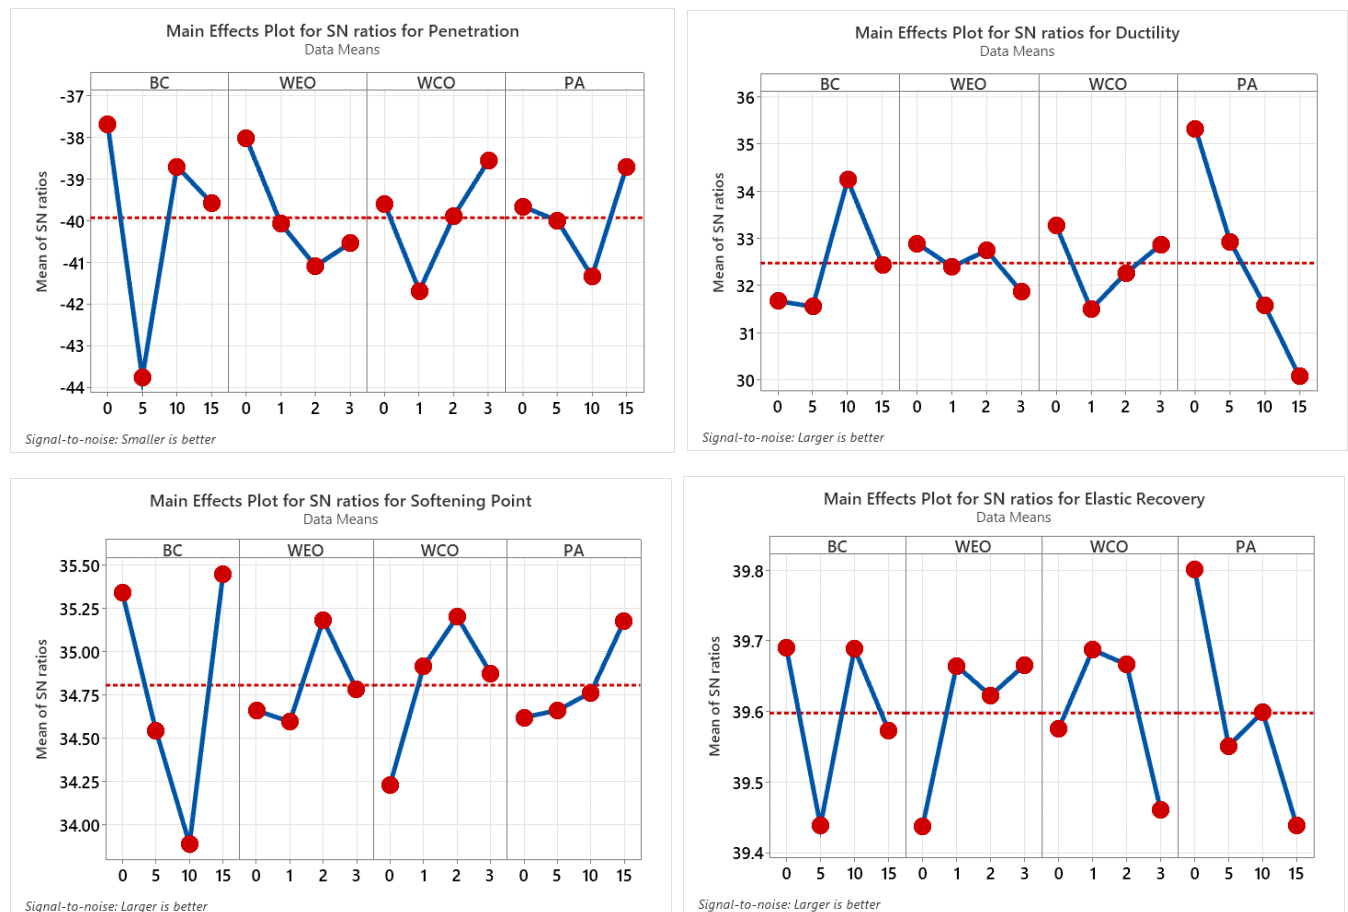 Main Effects Plot for SN ratios for Penetration
Data Means
BC WEO WCO PA
-37
-38
-39
-40
-41
-42
-43
-44
Mean of SN ratios
0 5 10 15 0 1 2 3 0 1 2 3 0 5 10 15
Signal-to-noise: Smaller is better
Main Effects Plot for SN ratios for Ductility
Data Means
BC WEO WCO PA
36
35
34
33
32
31
30
Mean of SN ratios
0 5 10 15 0 1 2 3 0 1 2 3 0 5 10 15
Signal-to-noise: Larger is better
Main Effects Plot for SN ratios for Softening Point
Data Means
BC WEO WCO PA
35.50
35.25
35.00
34.75
34.50
34.25
34.00
Mean of SN ratios
0 5 10 15 0 1 2 3 0 1 2 3 0 5 10 15
Signal-to-noise: Larger is better
Main Effects Plot for SN ratios for Elastic Recovery
Data Means
BC WEO WCO PA
39.8
39.7
39.6
39.5
39.4
Mean of SN ratios
0 5 10 15 0 1 2 3 0 1 2 3 0 5 10 15
Signal-to-noise: Larger is better